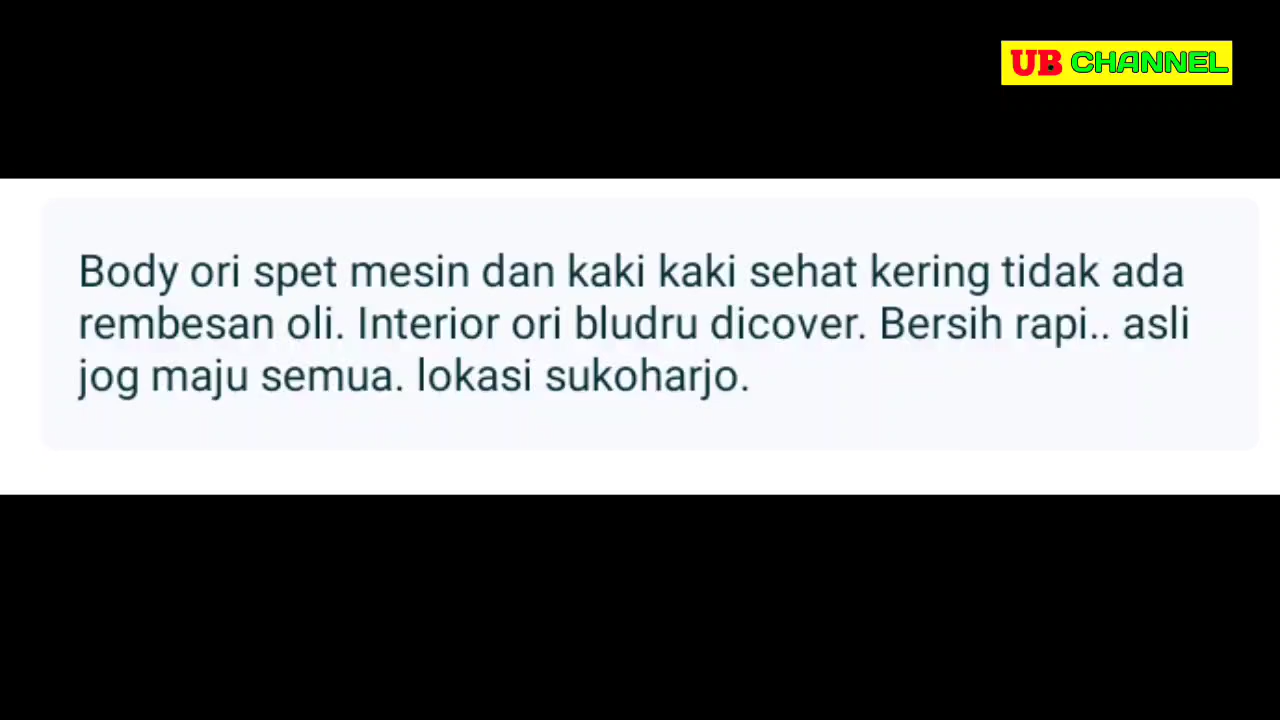 UB CHANNEL
Body ori spet mesin dan kaki kaki sehat kering tidak ada
rembesan oli. Interior ori bludru dicover. Bersih rapi.. asli
jog maju semua. lokasi sukoharjo.